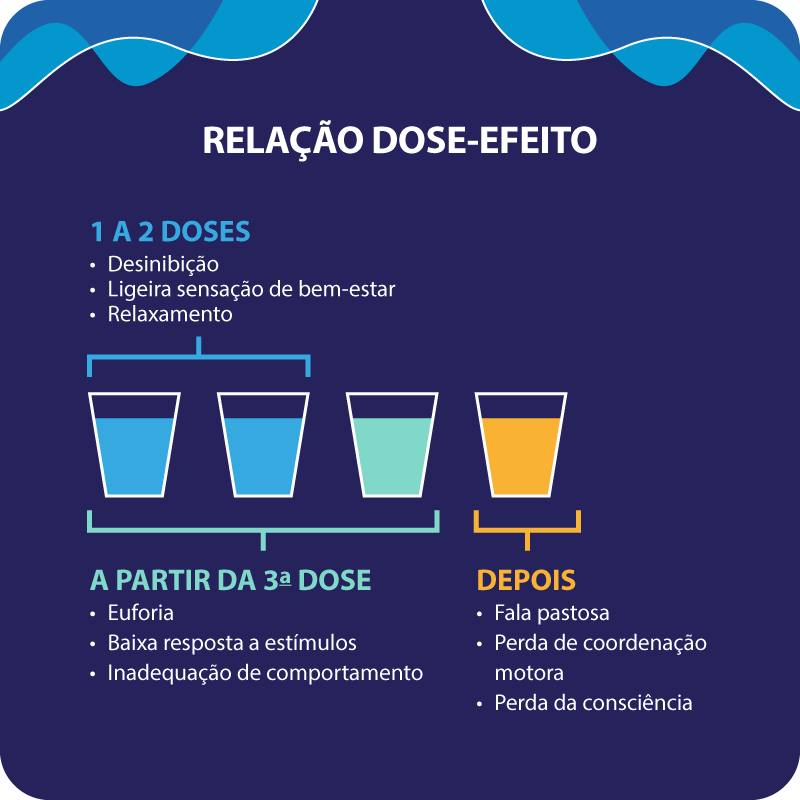 RELAÇÃO DOSE-EFEITO
1 A 2 DOSES
• Desinibição
• Ligeira sensação de bem-estar
• Relaxamento
A PARTIR DA 3ª DOSE
• Euforia
• Baixa resposta a estímulos
• Inadequação de comportamento
DEPOIS
• Fala pastosa
• Perda de coordenação
motora
• Perda da consciência